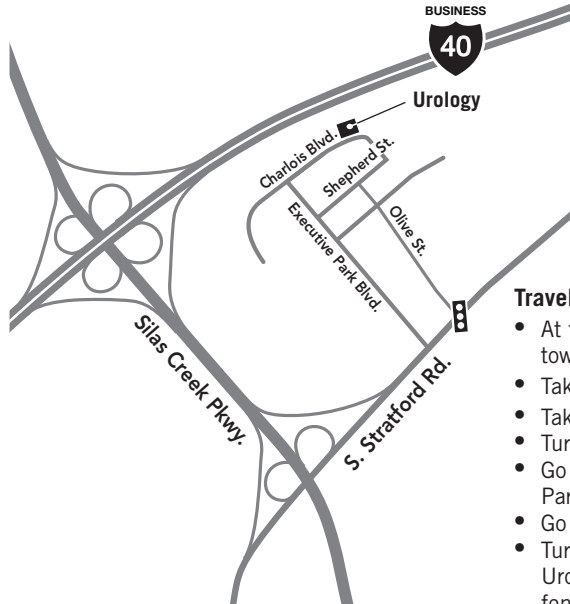 BUSINESS
40
Urology
Charlois Blvd.
Shepherd St.
Executive Park Blvd.
Olive St.
Silas Creek Pkwy.
S. Stratford Rd.
• At
tow
• Tak
• Tak
• Tur
• Go
Par
• Go
• Tur
Uro